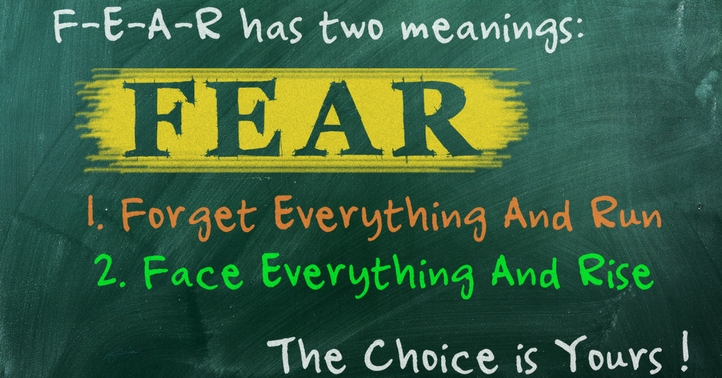 F-E-A-R has two meanings:
FEAR
1. Forget Everything And Run
2. Face Everything And Rise
The Choice is Yours !